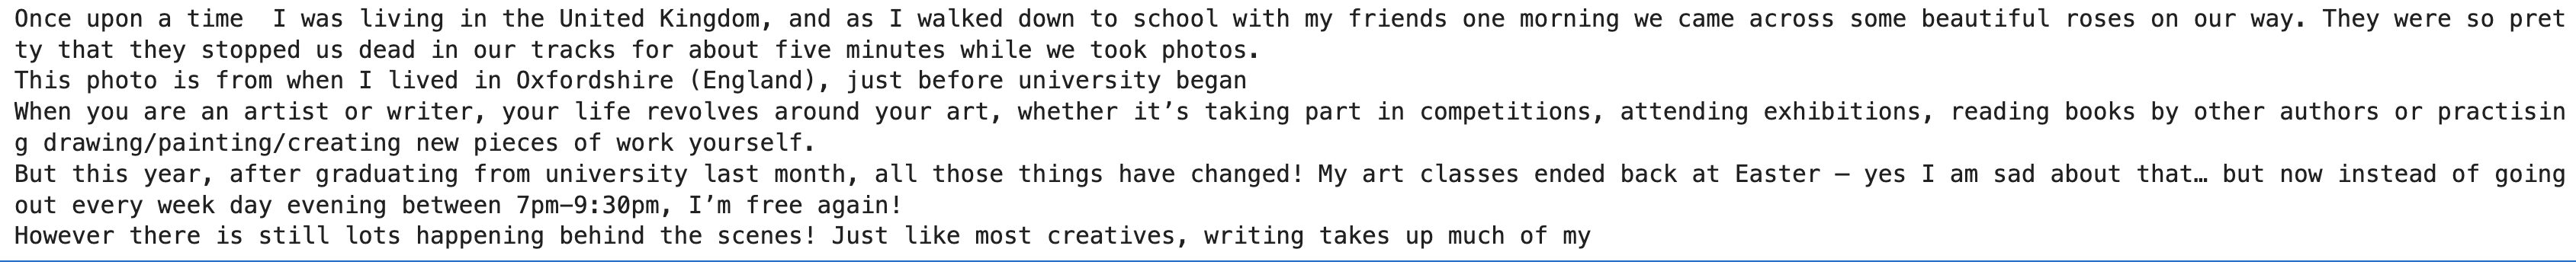 Once upon a time  I was living in the United Kingdom, and as I walked down to school with my friends one morning we came across some beautiful roses on our way. They were so pret
ty that they stopped us dead in our tracks for about five minutes while we took photos.
This photo is from when I lived in Oxfordshire (England), just before university began
When you are an artist or writer, your life revolves around your art, whether it’s taking part in competitions, attending exhibitions, reading books by other authors or practisin
g drawing/painting/creating new pieces of work yourself.
But this year, after graduating from university last month, all those things have changed! My art classes ended back at Easter – yes I am sad about that… but now instead of going
out every week day evening between 7pm–9:30pm, I’m free again!
However there is still lots happening behind the scenes! Just like most creatives, writing takes up much of my